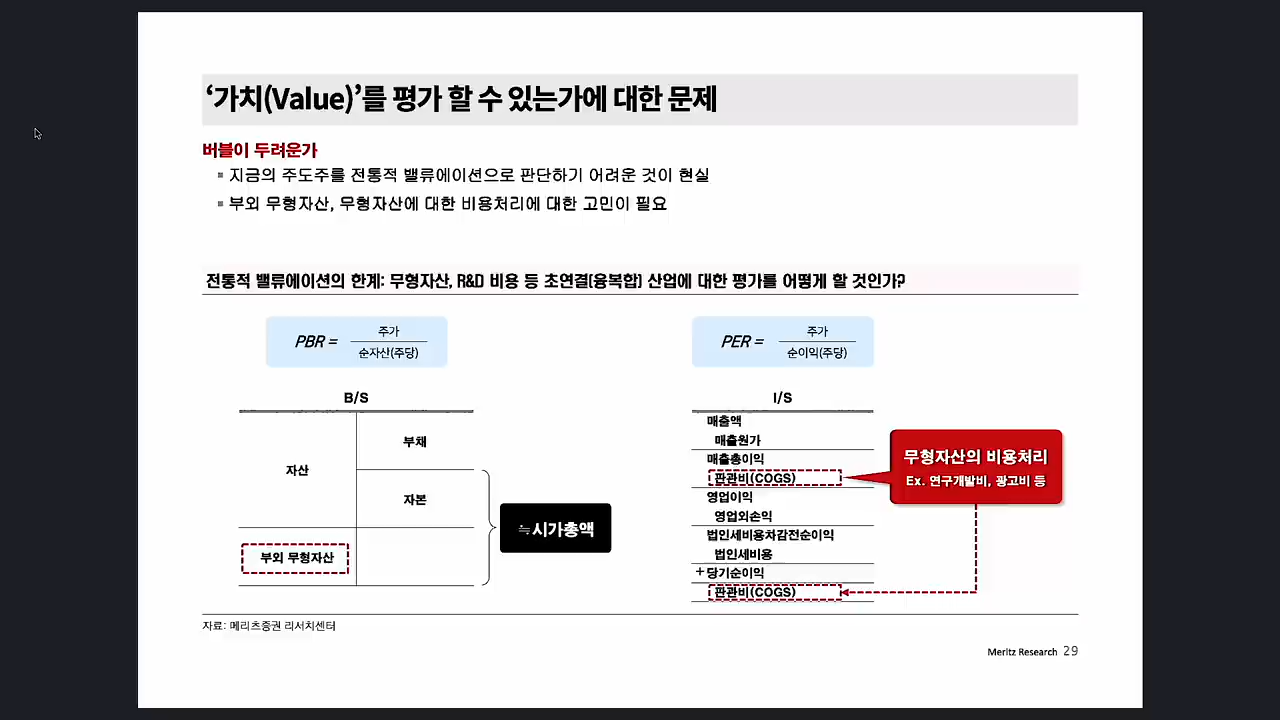 ‘가치(Value)’를 평가 할 수 있는가에 대한 문제
버블이 두려운가
지금의 주도주를 전통적 밸류에이션으로 판단하기 어려운 것이 현실
부외 무형자산, 무형자산에 대한 비용처리에 대한 고민이 필요
전통적 밸류에이션의 한계: 무형자산, R&D 비용 등 초연결(융복합) 산업에 대한 평가를 어떻게 할 것인가?
PBR = 주가
순자산(주당)
PER = 주가
순이익(주당)
B/S
자산
부채
자본
부외 무형자산
≒시가총액
I/S
매출액
매출원가
매출총이익
판관비(COGS)
영업이익
영업외손익
법인세비용차감전순이익
법인세비용
+당기순이익
판관비(COGS)
무형자산의 비용처리
Ex. 연구개발비, 광고비 등
자료: 메리츠증권 리서치센터
Meritz Research 29